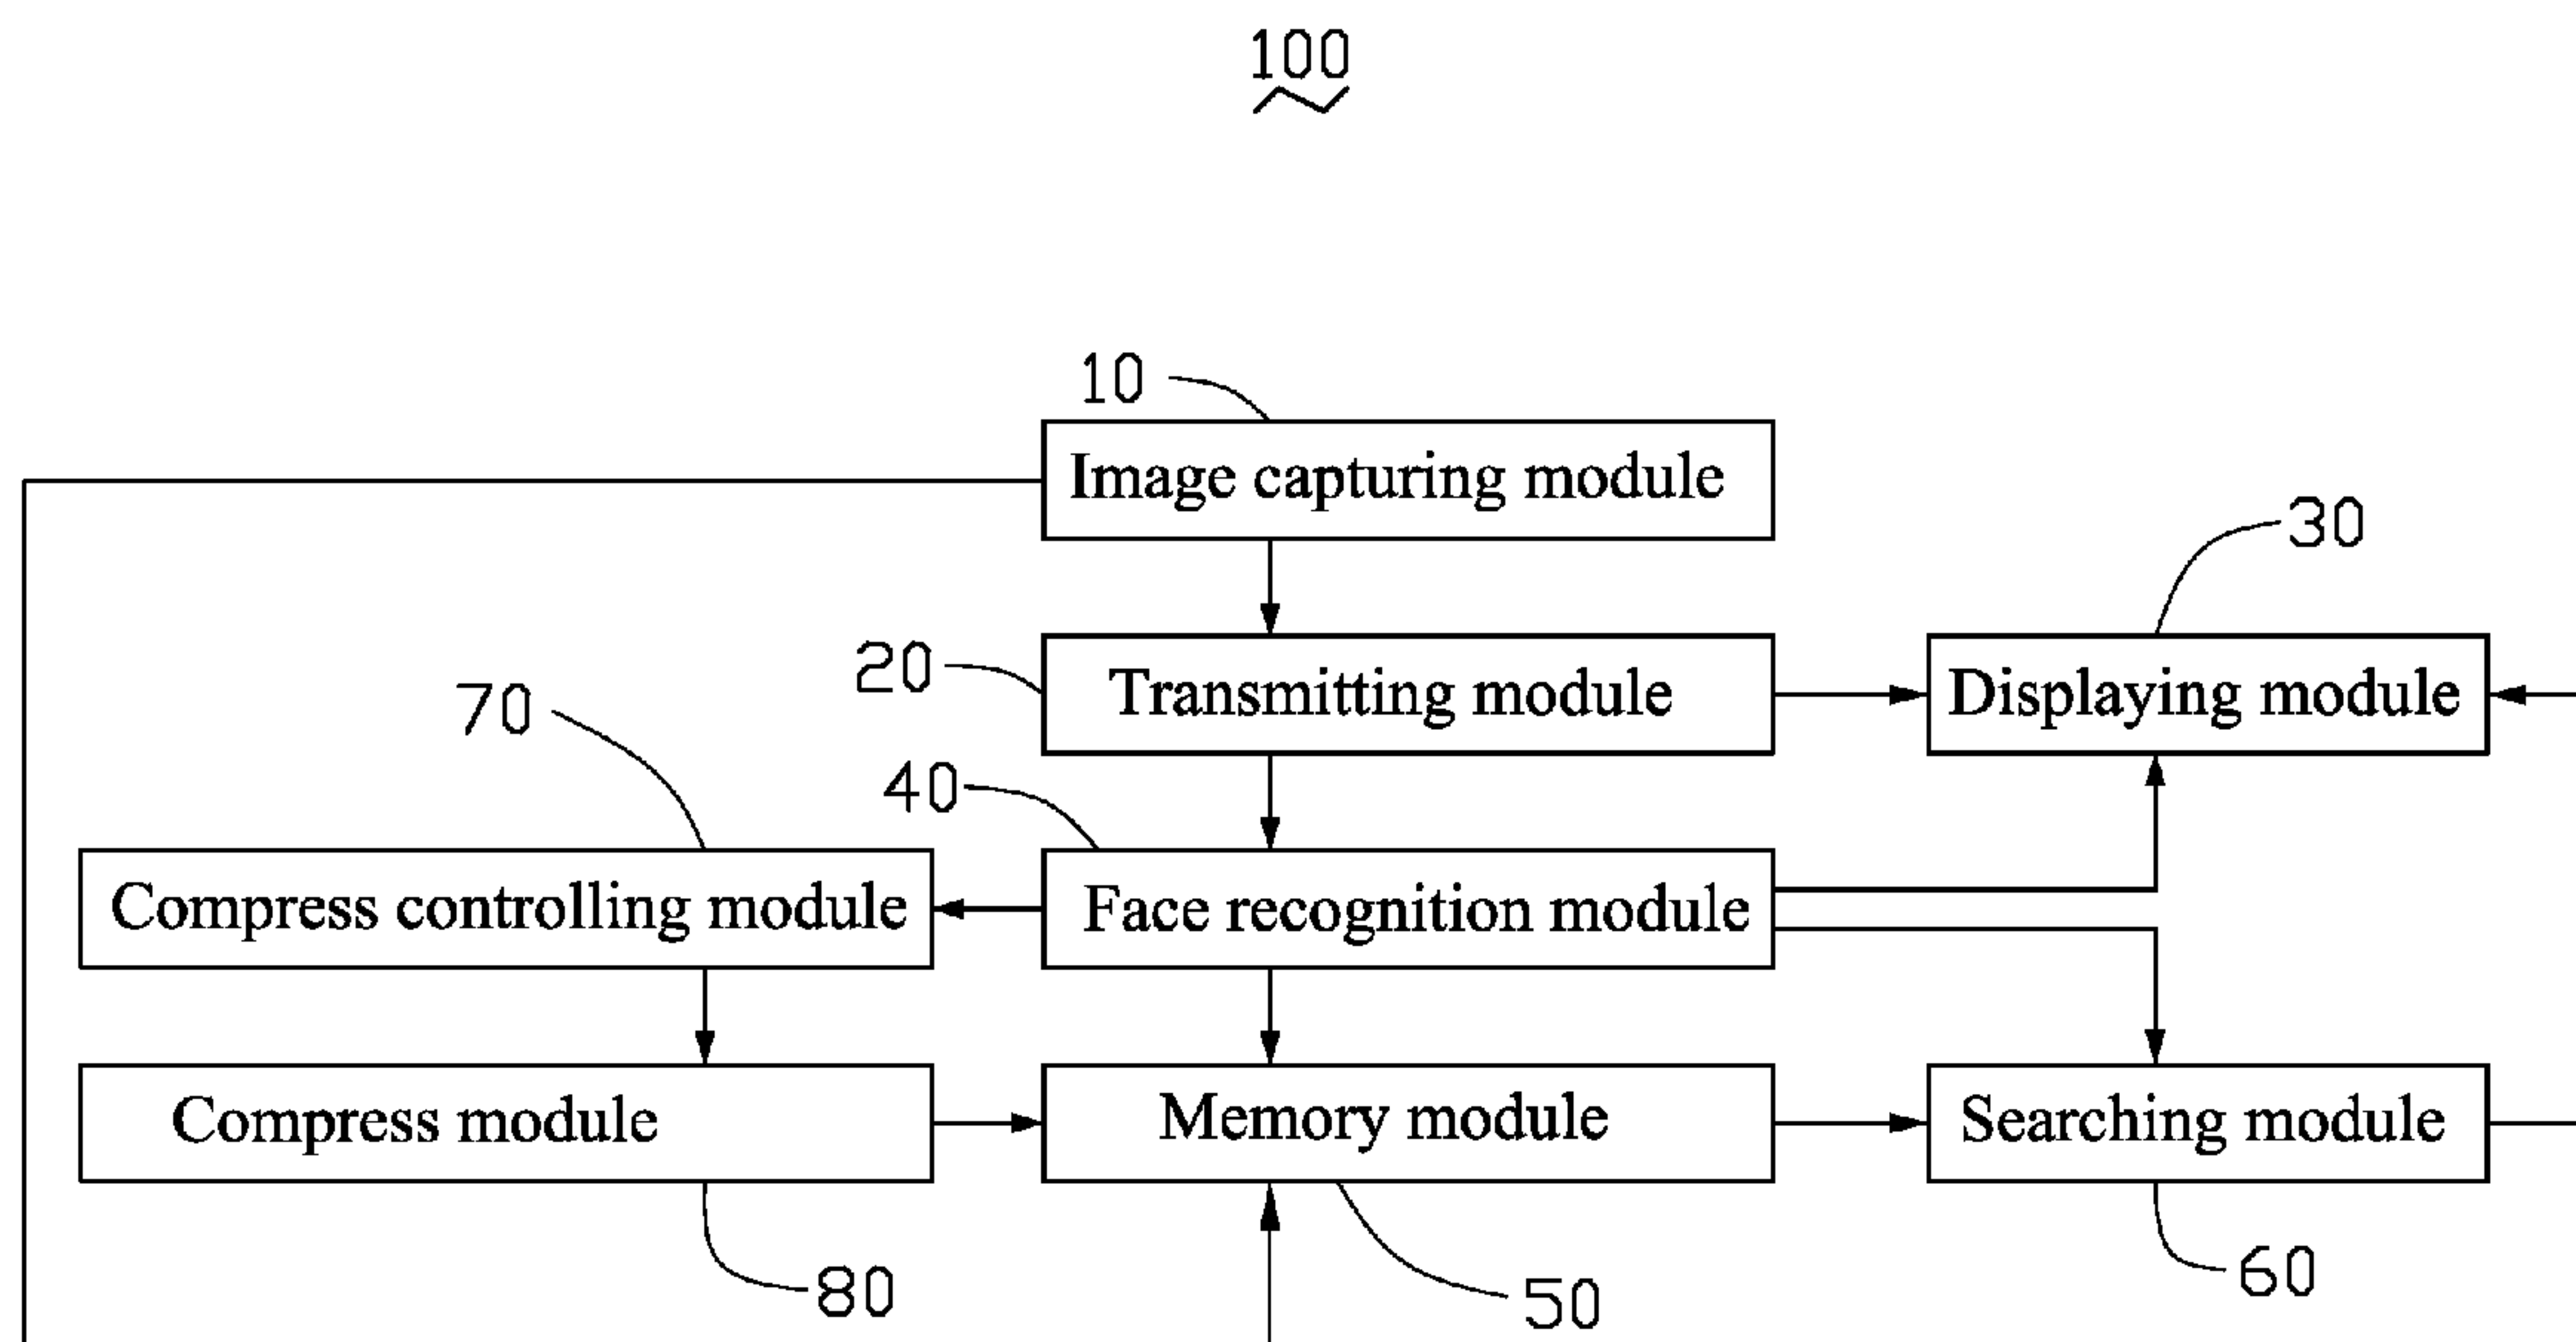 100
10
Image capturing module
30
20
Transmitting module
Displaying module
70
40
Compress controlling module
Face recognition module
Compress module
Memory module
Searching module
80
50
60